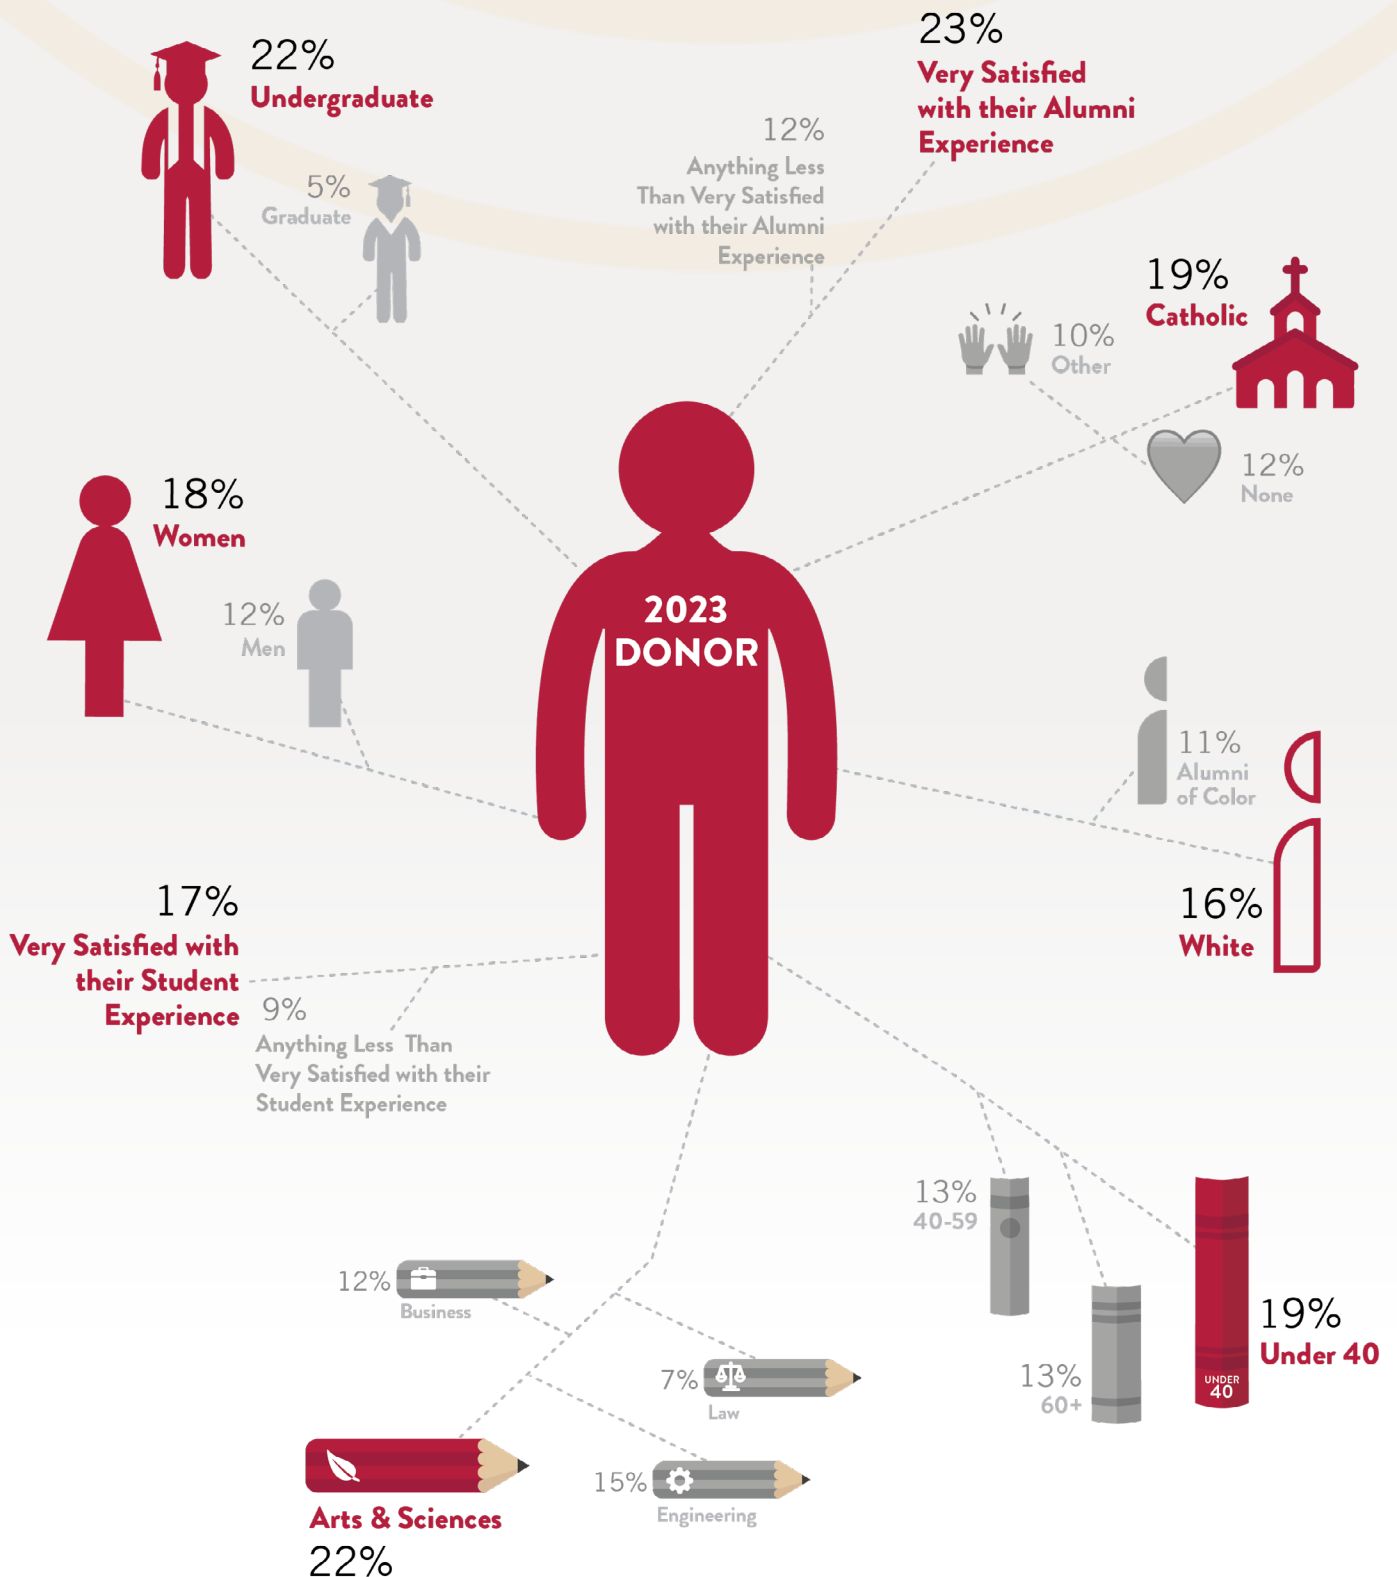 22%
Undergraduate
5%
Graduate
23%
Very Satisfied
with their Alumni
Experience
12%
Anything Less
Than Very Satisfied
with their Alumni
Experience
19%
Catholic
10%
Other
12%
None
18%
Women
12%
Men
2023
DONOR
11%
Alumni
of Color
16%
White
17%
Very Satisfied with
their Student
Experience
9%
Anything Less Than
Very Satisfied with their
Student Experience
13%
40-59
13%
60+
UNDER
40
19%
Under 40
12%
Business
7%
Law
15%
Engineering
Arts & Sciences
22%